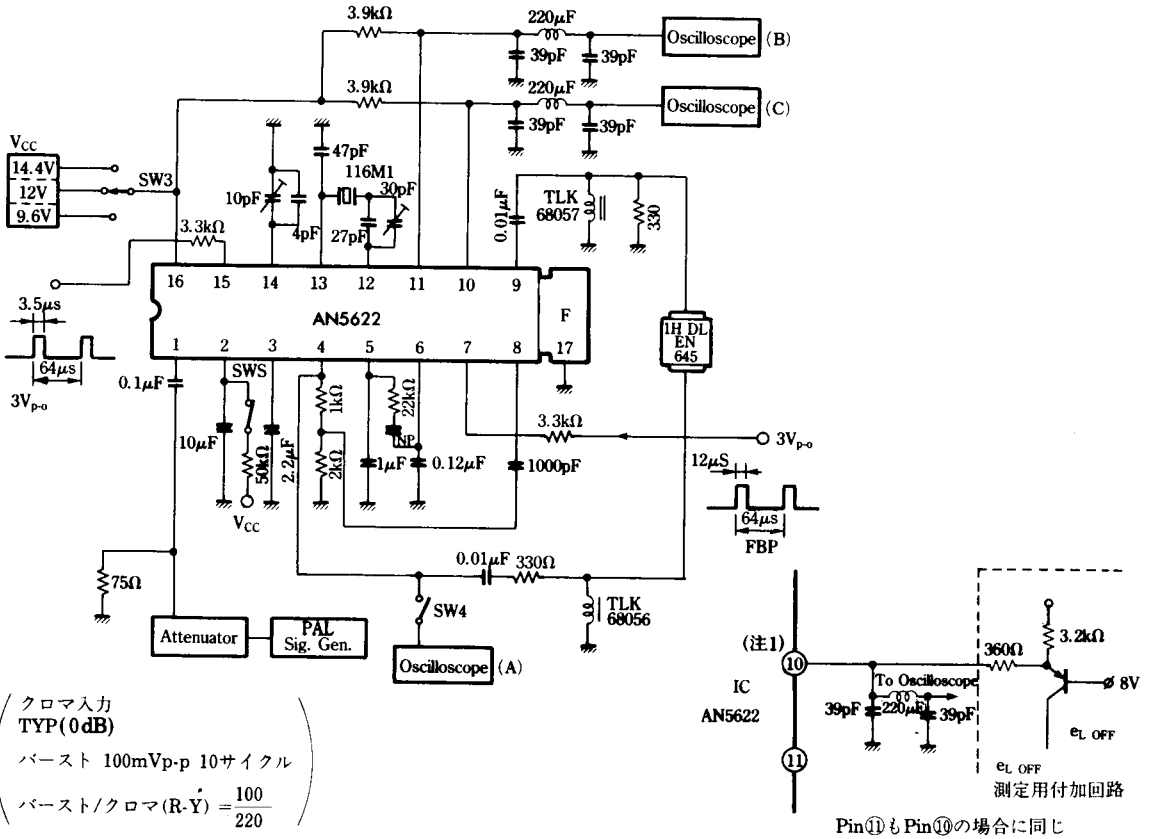 3.9kΩ
220μF
Oscilloscope (B)
39pF
39pF
3.9kΩ
220μF
Oscilloscope (C)
39pF
39pF
VCC
14.4V
12V
9.6V
SW3
47pF
116M1
10pF
4pF
30pF
27pF
0.01μF
TLK
68057
330
3.3kΩ
16 15 14 13 12 11 10 9
AN5622
F
17
1 2 3 4 5 6 7 8
1H DL
EN
645
3.5μs
64μs
3Vp-o
0.1μF
SWS
10μF
50kΩ
VCC
2.2μF
1kΩ
2kΩ
22kΩ
NP
1μF
0.12μF
1000pF
3.3kΩ
3Vp-o
12μS
64μs
FBP
75Ω
0.01μF
330Ω
SW4
TLK
68056
Attenuator
PAL
Sig. Gen.
Oscilloscope (A)
クロマ入力
TYP(0dB)
バースト 100mVp-p 10サイクル
バースト/クロマ(R-Y) = 100
220
(注1)
⑩
IC
AN5622
⑪
360Ω
3.2kΩ
To Oscilloscope
39pF
220μF
39pF
8V
eL OFF
eL OFF
測定用付加回路
Pin⑪もPin⑩の場合に同じ